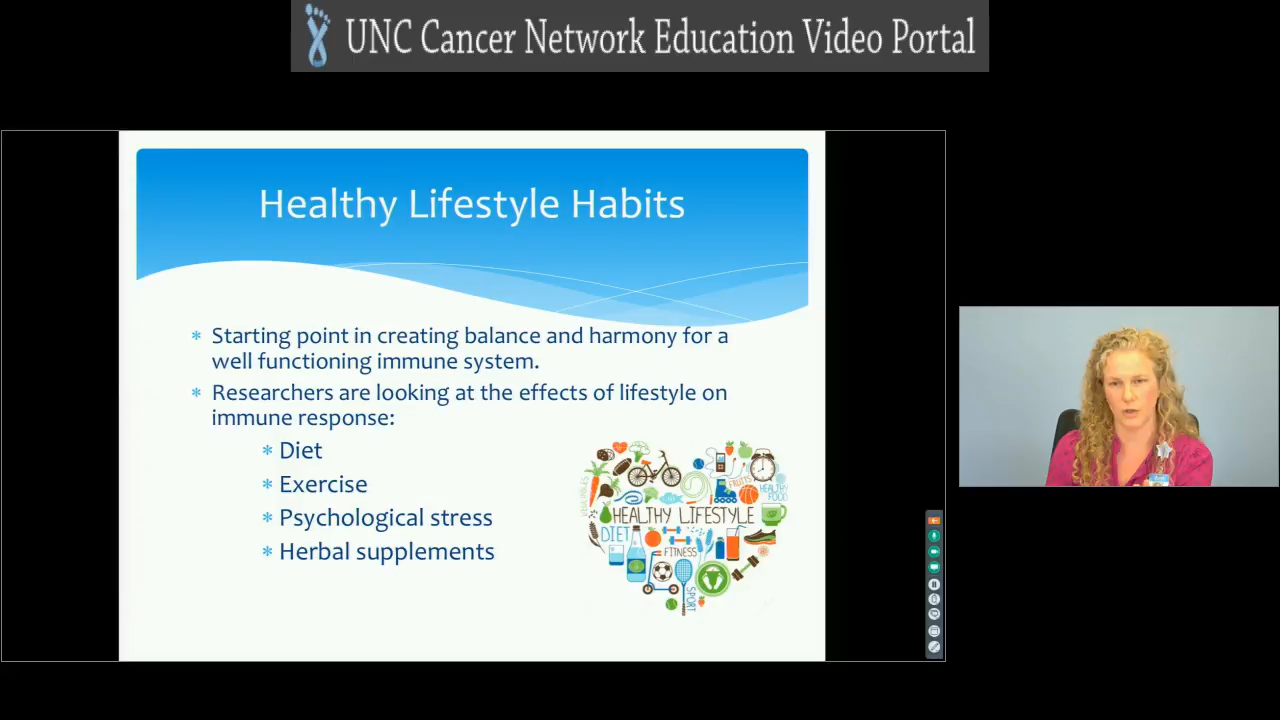 UNC Cancer Network Education Video Portal
Healthy Lifestyle Habits
* Starting point in creating balance and harmony for a
well functioning immune system.
* Researchers are looking at the effects of lifestyle on
immune response:
* Diet
* Exercise
* Psychological stress
* Herbal supplements
VEGETABLES
FRUITS
HEALTHY
FOOD
HEALTHY LIFESTYLE
DIET
FITNESS
SPORT